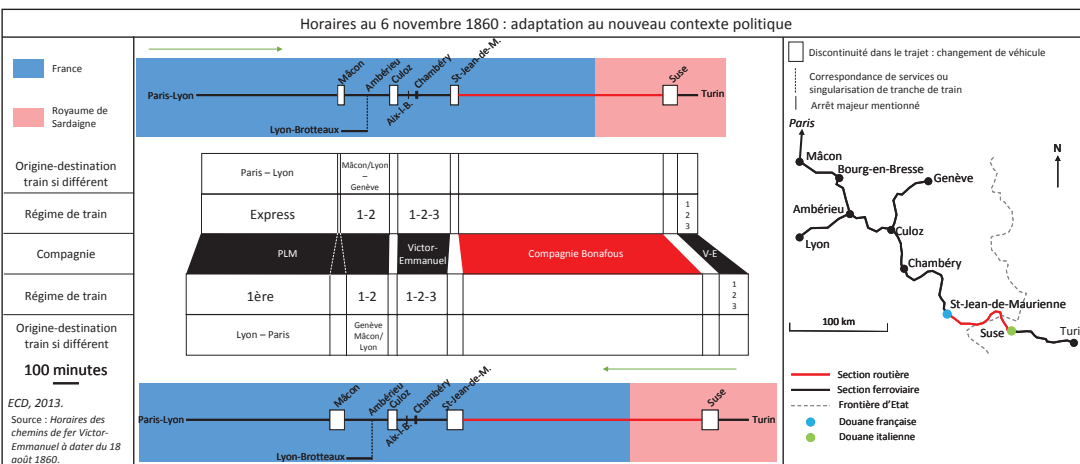 Horaires au 6 novembre 1860 : adaptation au nouveau contexte politique
France
Royaume de
Sardaigne
Origine-destination
train si différent
Régime de train
Compagnie
Régime de train
Origine-destination
train si différent
100 minutes
ECD, 2013.
Source : Horaires des
chemins de fer Victor-
Emmanuel à dater du 18
août 1860.
Paris-Lyon
Mâcon
Ambérieu
Culoz
Aix-l-B.
Chambéry
St-Jean-de-M.
Suse
Turin
Lyon-Brotteaux
Paris – Lyon
Mâcon/Lyon
–
Genève
Express
1-2
1-2-3
1
2
3
PLM
Victor-
Emmanuel
Compagnie Bonafous
V-E
1ère
1-2
1-2-3
1
2
3
Lyon – Paris
Genève
Mâcon/
Lyon
Paris-Lyon
Mâcon
Ambérieu
Culoz
Aix-l-B.
Chambéry
St-Jean-de-M.
Suse
Turin
Lyon-Brotteaux
Discontinuité dans le trajet : changement de véhicule
Correspondance de services ou
singularisation de tranche de train
Arrêt majeur mentionné
Paris
N
Mâcon
Bourg-en-Bresse
Genève
Ambérieu
Lyon
Culoz
Chambéry
St-Jean-de-Maurienne
100 km
Suse
Turi
Section routière
Section ferroviaire
Frontière d'Etat
Douane française
Douane italienne